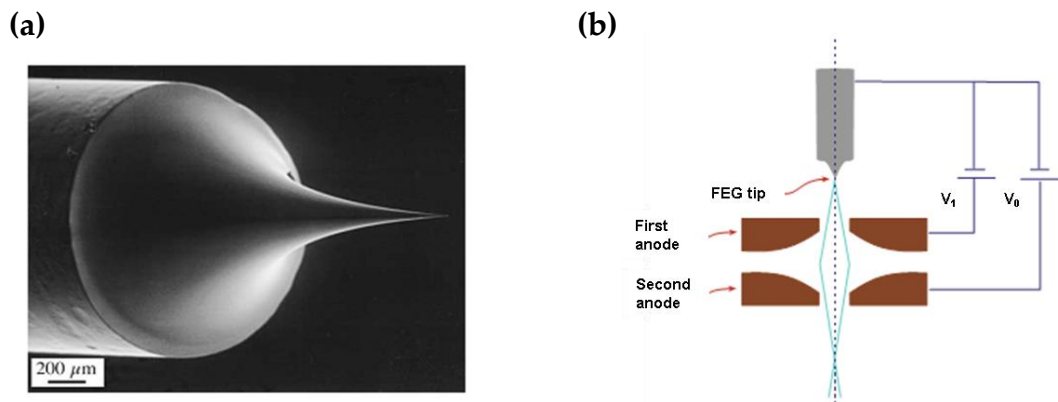 (a)
(b)
200 μm
FEG tip
V1
V0
First
anode
Second
anode